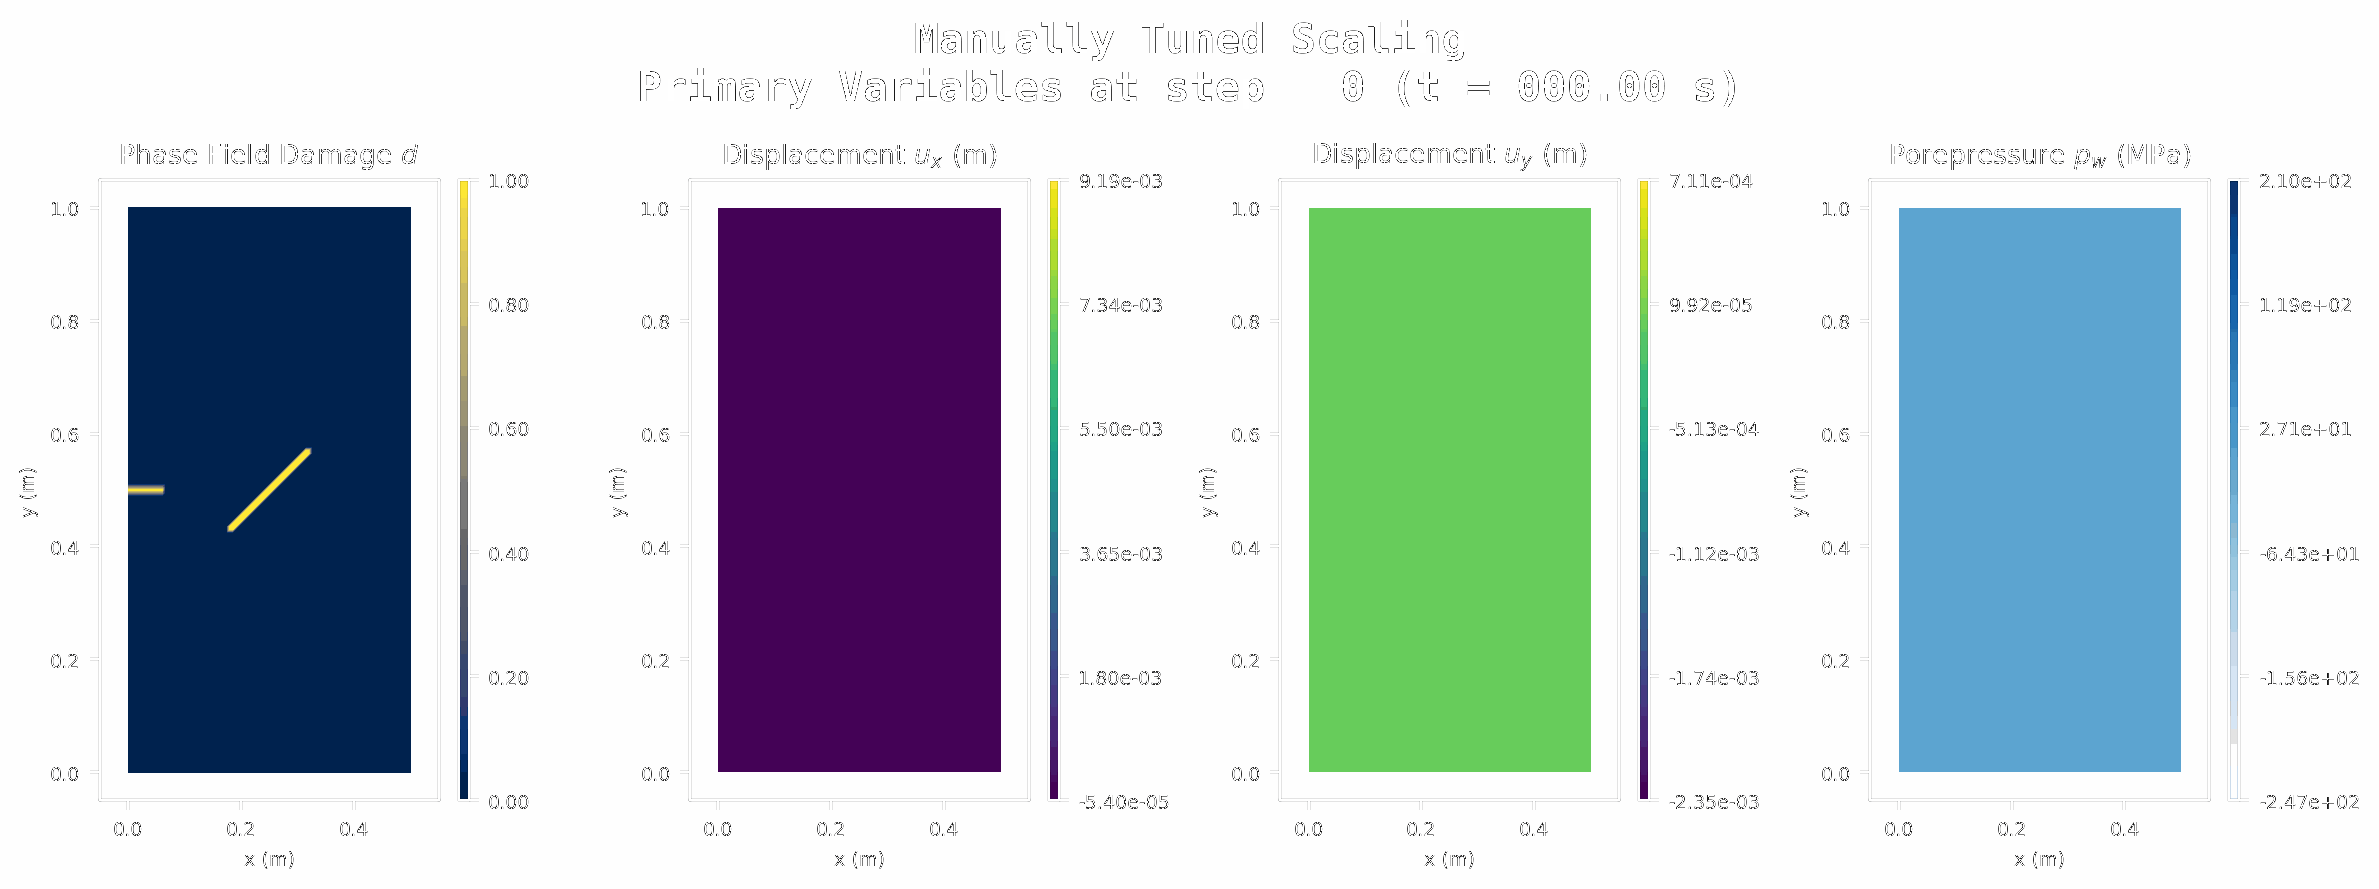 Manually Tuned Scaling
Primary Variables at step   0 (t = 000.00 s)
Phase Field Damage d
1.0
0.8
0.6
0.4
0.2
0.0
y (m)
0.0 0.2 0.4
x (m)
1.00
0.80
0.60
0.40
0.20
0.00
Displacement u_x (m)
1.0
0.8
0.6
0.4
0.2
0.0
y (m)
0.0 0.2 0.4
x (m)
9.19e-03
7.34e-03
5.50e-03
3.65e-03
1.80e-03
-5.40e-05
Displacement u_y (m)
1.0
0.8
0.6
0.4
0.2
0.0
y (m)
0.0 0.2 0.4
x (m)
7.11e-04
9.92e-05
-5.13e-04
-1.12e-03
-1.74e-03
-2.35e-03
Porepressure p_w (MPa)
1.0
0.8
0.6
0.4
0.2
0.0
y (m)
0.0 0.2 0.4
x (m)
2.10e+02
1.19e+02
2.71e+01
-6.43e+01
-1.56e+02
-2.47e+02